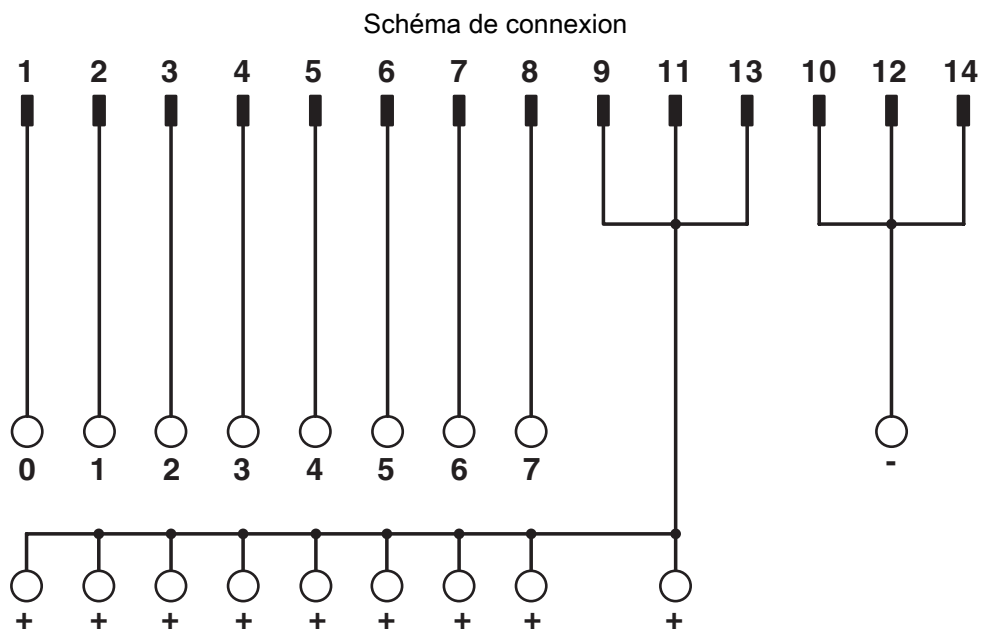 Schéma de connexion
1 2 3 4 5 6 7 8 9 11 13 10 12 14
0 1 2 3 4 5 6 7 -
+ + + + + + + + +